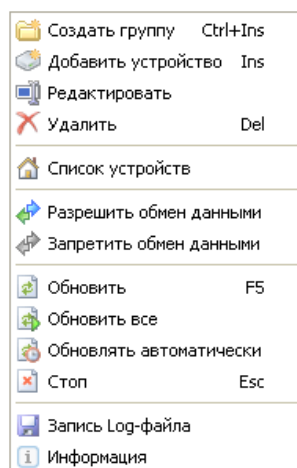 Создать группу Ctrl+Ins
Добавить устройство Ins
Редактировать
Удалить Del
Список устройств
Разрешить обмен данными
Запретить обмен данными
Обновить F5
Обновить все
Обновлять автоматически
Стоп Esc
Запись Log-файла
Информация